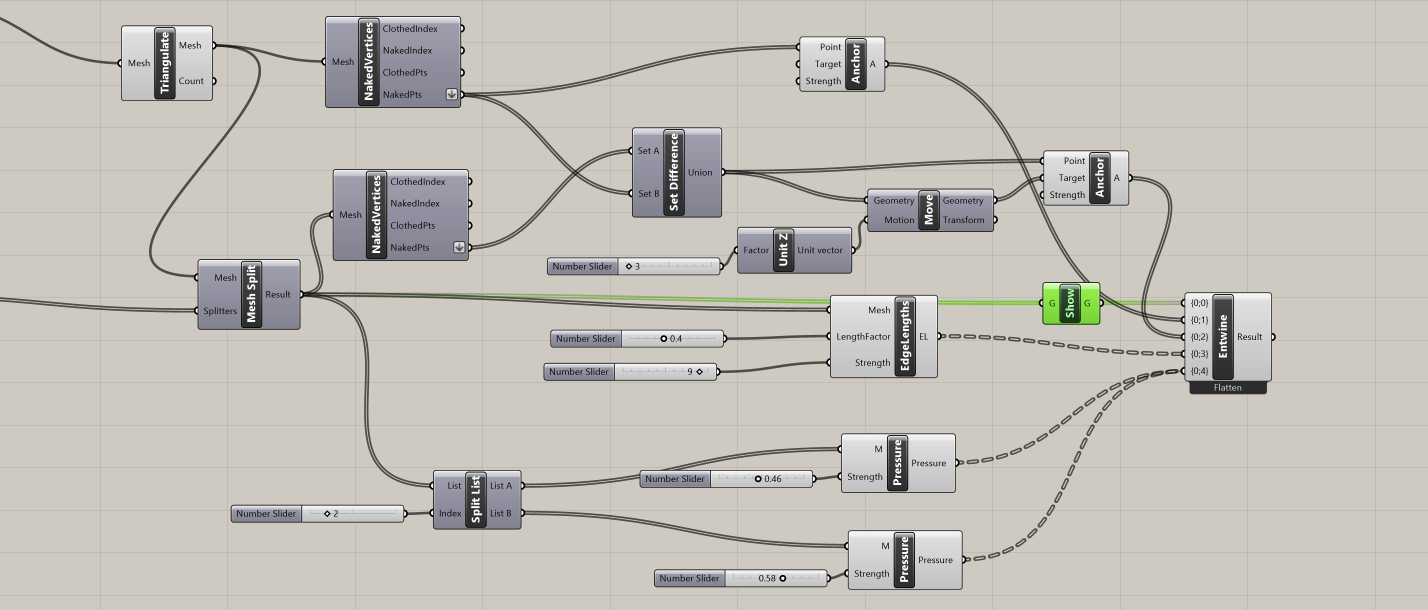 Mesh
Triangulate
Mesh
Count
Mesh
NakedVertices
ClothedIndex
NakedIndex
ClothedPts
NakedPts
Point
Target
Strength
Anchor
A
Set A
Set B
Set Difference
Union
Point
Target
Strength
Anchor
A
Mesh
NakedVertices
ClothedIndex
NakedIndex
ClothedPts
NakedPts
Geometry
Motion
Move
Geometry
Transform
Factor
Unit Z
Unit vector
Number Slider 3
Mesh
Splitters
Mesh Split
Result
G
Show
G
{0;0}
{0;1}
{0;2}
{0;3}
{0;4}
Entwine
Result
Flatten
Mesh
LengthFactor
Strength
EdgeLengths
EL
Number Slider 0.4
Number Slider 9
M
Strength
Pressure
Pressure
Number Slider 0.46
List
Index
Split List
List A
List B
Number Slider 2
M
Strength
Pressure
Pressure
Number Slider 0.58